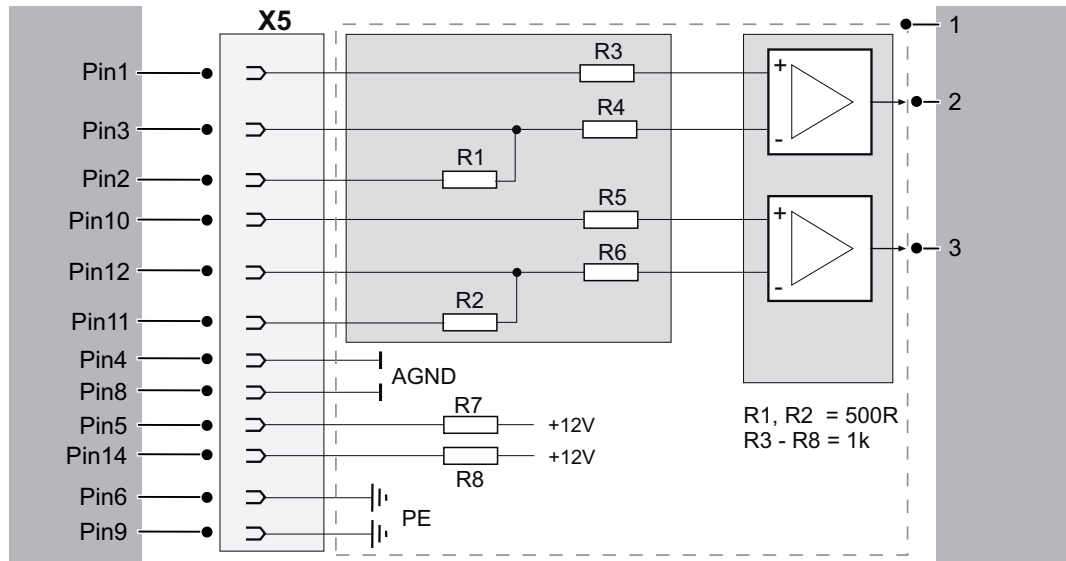 X5
1
Pin1
R3
+
2
Pin3
R4
-
Pin2
R1
Pin10
R5
+
3
Pin12
R6
-
Pin11
R2
Pin4
AGND
Pin8
Pin5
R7
+12V
R1, R2 = 500R
R3 - R8 = 1k
Pin14
R8
+12V
Pin6
PE
Pin9